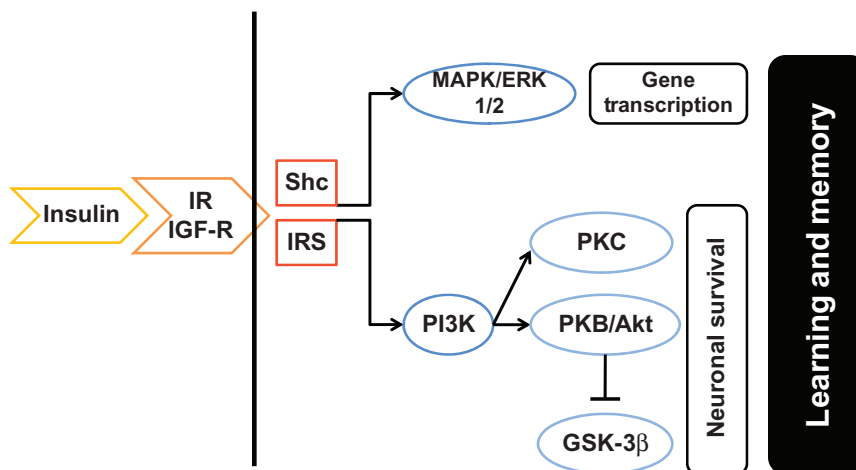 Insulin
IR
IGF-R
Shc
IRS
MAPK/ERK
1/2
Gene
transcription
PI3K
PKC
PKB/Akt
GSK-3β
Neuronal survival
Learning and memory